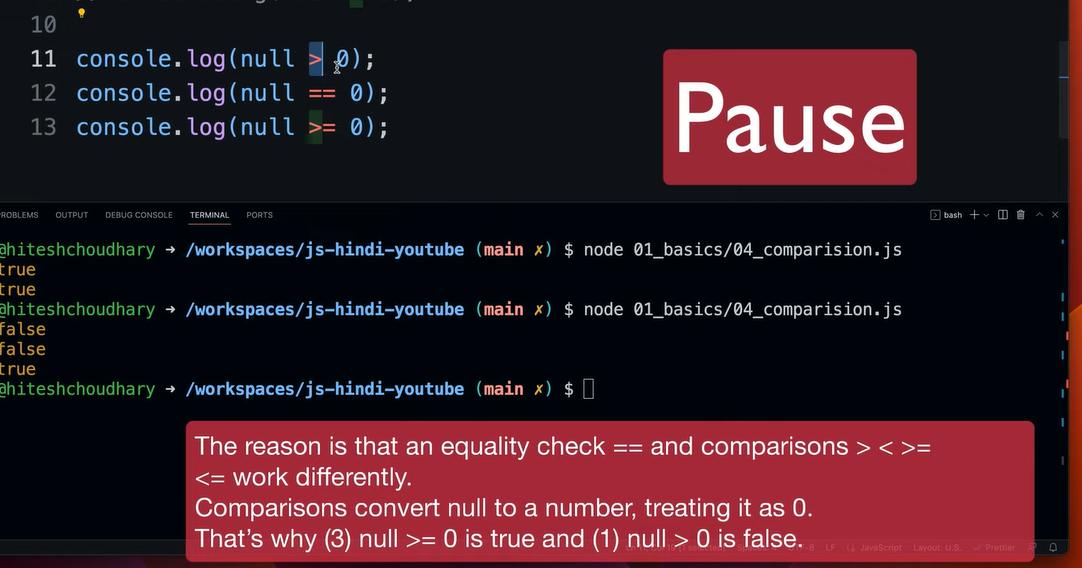 10
11 console.log(null > 0);
12 console.log(null == 0);
13 console.log(null >= 0);
Pause
PROBLEMS OUTPUT DEBUG CONSOLE TERMINAL PORTS bash
@hiteshchoudhary → /workspaces/js-hindi-youtube (main ✗) $ node 01_basics/04_comparision.js
true
true
@hiteshchoudhary → /workspaces/js-hindi-youtube (main ✗) $ node 01_basics/04_comparision.js
false
false
true
@hiteshchoudhary → /workspaces/js-hindi-youtube (main ✗) $
The reason is that an equality check == and comparisons > < >=
<= work differently.
Comparisons convert null to a number, treating it as 0.
That's why (3) null >= 0 is true and (1) null > 0 is false.
LF JavaScript Layout: U.S. Prettier